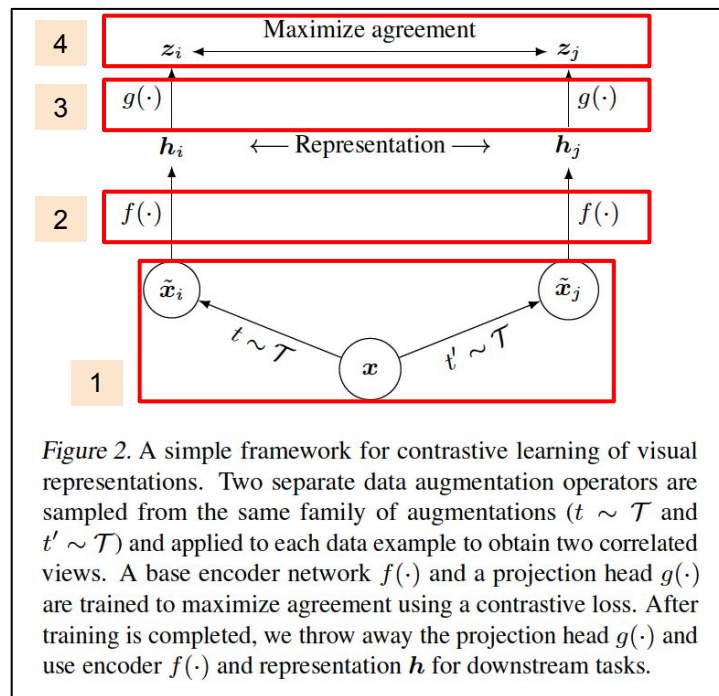 4
Maximize agreement
z_i ⟷ z_j
3
g(·) g(·)
h_i ⟵ Representation ⟶ h_j
2
f(·) f(·)
x̃_i x̃_j
t ∼ 𝒯 t′ ∼ 𝒯
x
1
Figure 2. A simple framework for contrastive learning of visual
representations. Two separate data augmentation operators are
sampled from the same family of augmentations (t ∼ 𝒯 and
t′ ∼ 𝒯) and applied to each data example to obtain two correlated
views. A base encoder network f(·) and a projection head g(·)
are trained to maximize agreement using a contrastive loss. After
training is completed, we throw away the projection head g(·) and
use encoder f(·) and representation h for downstream tasks.